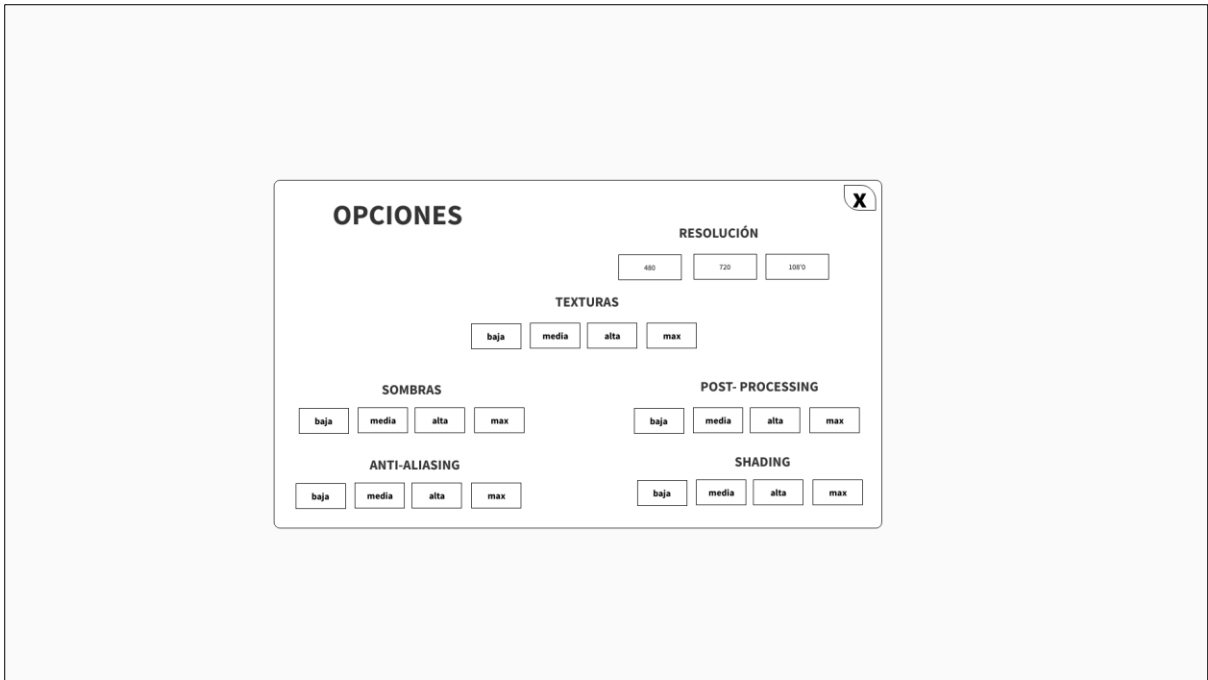 OPCIONES
X
RESOLUCIÓN
480 720 108'0
TEXTURAS
baja media alta max
SOMBRAS
baja media alta max
POST- PROCESSING
baja media alta max
ANTI-ALIASING
baja media alta max
SHADING
baja media alta max